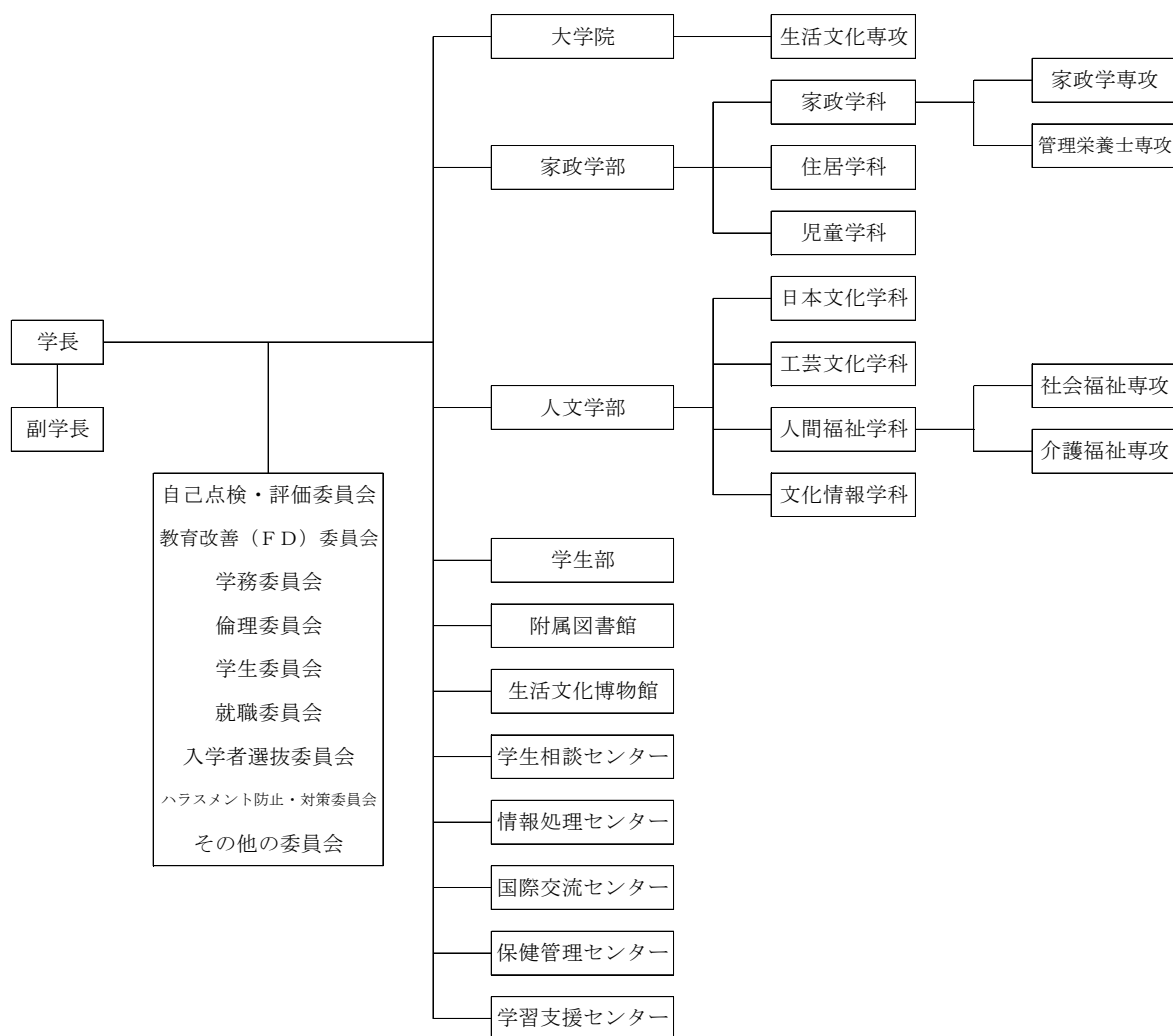 大学院
生活文化専攻
家政学部
家政学科
家政学専攻
管理栄養士専攻
住居学科
児童学科
学長
副学長
人文学部
日本文化学科
工芸文化学科
人間福祉学科
社会福祉専攻
介護福祉専攻
文化情報学科
自己点検・評価委員会
教育改善（ＦＤ）委員会
学務委員会
倫理委員会
学生委員会
就職委員会
入学者選抜委員会
ハラスメント防止・対策委員会
その他の委員会
学生部
附属図書館
生活文化博物館
学生相談センター
情報処理センター
国際交流センター
保健管理センター
学習支援センター